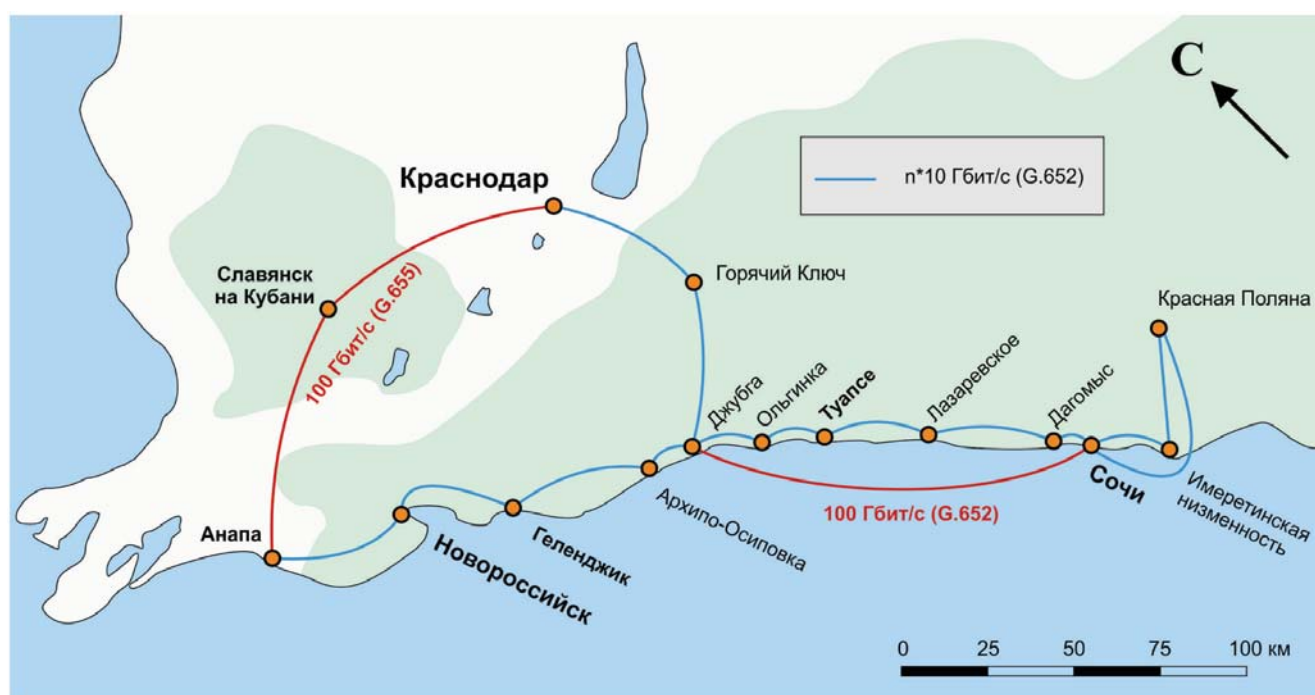 С
n*10 Гбит/с (G.652)
Краснодар
Славянск
на Кубани
100 Гбит/с (G.655)
Горячий Ключ
Красная Поляна
Джубга
Ольгинка
Туапсе
Лазаревское
Дагомыс
Анапа
Новороссийск
Геленджик
Архипо-Осиповка
100 Гбит/с (G.652)
Сочи
Имеретинская
низменность
0 25 50 75 100 км